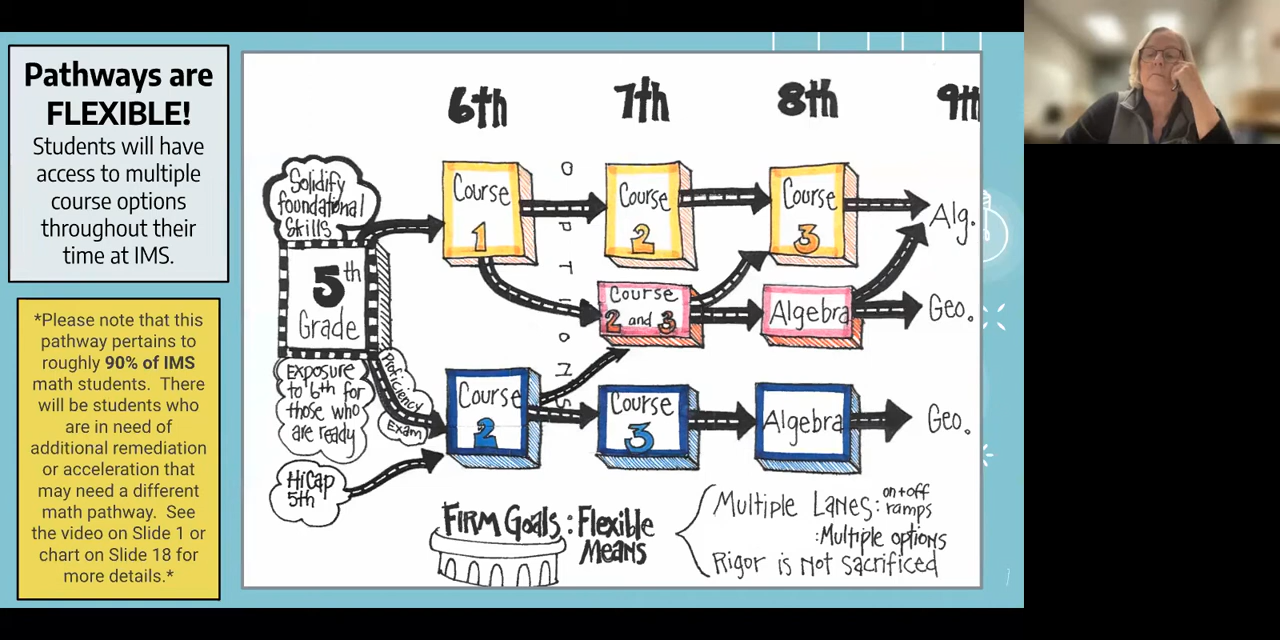 Pathways are
FLEXIBLE!
Students will have
access to multiple
course options
throughout their
time at IMS.
*Please note that this
pathway pertains to
roughly 90% of IMS
math students. There
will be students who
are in need of
additional remediation
or acceleration that
may need a different
math pathway. See
the video on Slide 1 or
chart on Slide 18 for
more details.*
6th
7th
8th
9th
Solidify
foundational
Skills
5th
Grade
Exposure
to 6th for
those who
are ready
Proficiency
Exam
HiCap
5th
OPTIONS
Course
1
Course
2
Course
3
Alg.
Course
2 and 3
Algebra
Geo.
Course
2
Course
3
Algebra
Geo.
FIRM GOALS: Flexible
MEANS
Multiple LANES: on+off
ramps
:Multiple options
Rigor is Not Sacrificed